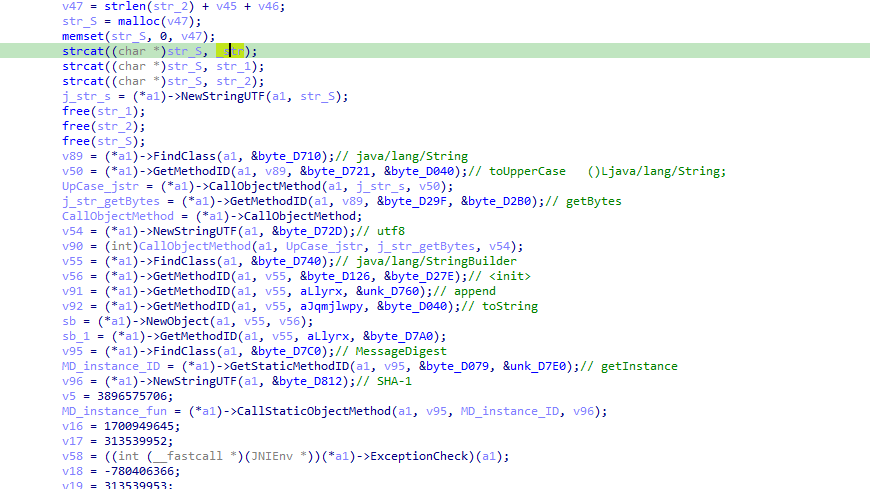 v47 = strlen(str_2) + v45 + v46;
str_S = malloc(v47);
memset(str_S, 0, v47);
strcat((char *)str_S, _str);
strcat((char *)str_S, str_1);
strcat((char *)str_S, str_2);
j_str_s = (*a1)->NewStringUTF(a1, str_S);
free(str_1);
free(str_2);
free(str_S);
v89 = (*a1)->FindClass(a1, &byte_D710);// java/lang/String
v50 = (*a1)->GetMethodID(a1, v89, &byte_D721, &byte_D040);// toUpperCase   ()Ljava/lang/String;
UpCase_jstr = (*a1)->CallObjectMethod(a1, j_str_s, v50);
j_str_getBytes = (*a1)->GetMethodID(a1, v89, &byte_D29F, &byte_D2B0);// getBytes
CallObjectMethod = (*a1)->CallObjectMethod;
v54 = (*a1)->NewStringUTF(a1, &byte_D72D);// utf8
v90 = (int)CallObjectMethod(a1, UpCase_jstr, j_str_getBytes, v54);
v55 = (*a1)->FindClass(a1, &byte_D740);// java/lang/StringBuilder
v56 = (*a1)->GetMethodID(a1, v55, &byte_D126, &byte_D27E);// <init>
v91 = (*a1)->GetMethodID(a1, v55, aLlyrx, &unk_D760);// append
v92 = (*a1)->GetMethodID(a1, v55, aJqmjlwpy, &byte_D040);// toString
sb = (*a1)->NewObject(a1, v55, v56);
sb_1 = (*a1)->GetMethodID(a1, v55, aLlyrx, &byte_D7A0);
v95 = (*a1)->FindClass(a1, &byte_D7C0);// MessageDigest
MD_instance_ID = (*a1)->GetStaticMethodID(a1, v95, &byte_D079, &unk_D7E0);// getInstance
v96 = (*a1)->NewStringUTF(a1, &byte_D812);// SHA-1
v5 = 3896575706;
MD_instance_fun = (*a1)->CallStaticObjectMethod(a1, v95, MD_instance_ID, v96);
v16 = 1700949645;
v17 = 313539952;
v58 = ((int (__fastcall *)(JNIEnv *))(*a1)->ExceptionCheck)(a1);
v18 = -780406366;
v19 = 313539953;